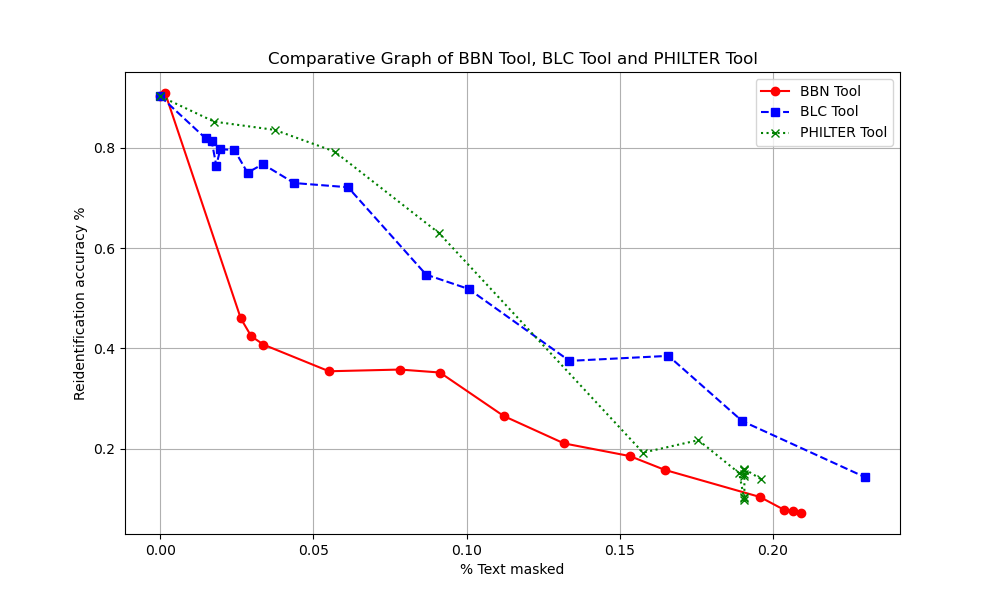 Comparative Graph of BBN Tool, BLC Tool and PHILTER Tool
BBN Tool
BLC Tool
PHILTER Tool
Reidentification accuracy %
0.8
0.6
0.4
0.2
0.00 0.05 0.10 0.15 0.20
% Text masked